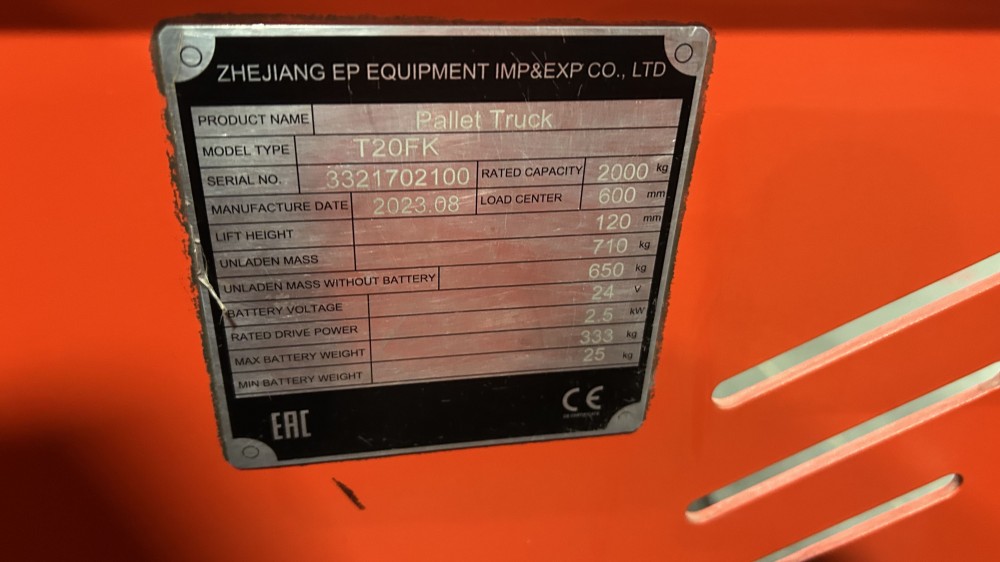 ZHEJIANG EP EQUIPMENT IMP&EXP CO., LTD
PRODUCT NAME Pallet Truck
MODEL TYPE T20FK
SERIAL NO. 3321702100 RATED CAPACITY 2000 kg
MANUFACTURE DATE 2023.08 LOAD CENTER 600 mm
LIFT HEIGHT 120 mm
UNLADEN MASS 710 kg
UNLADEN MASS WITHOUT BATTERY 650 kg
BATTERY VOLTAGE 24 V
RATED DRIVE POWER 2.5 kW
MAX BATTERY WEIGHT 333 kg
MIN BATTERY WEIGHT 25 kg
EAC CE